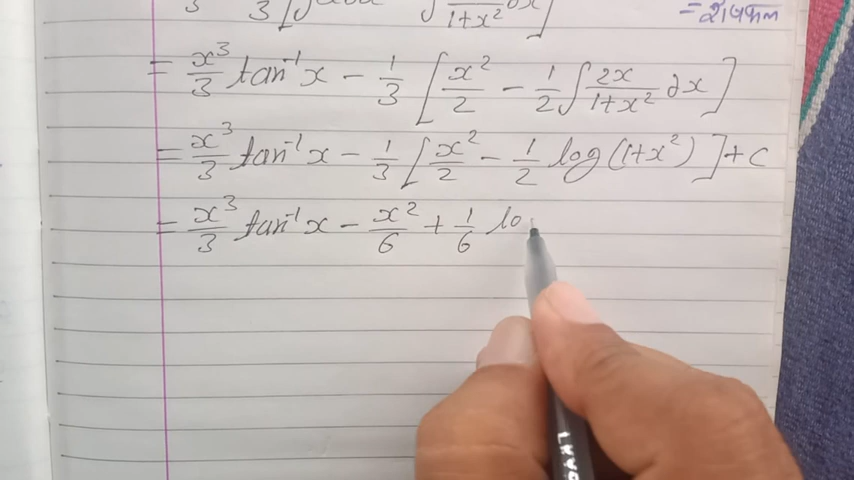 = x³/3 tan⁻¹x - 1/3 [x²/2 - 1/2 ∫ 2x/1+x² dx]
= x³/3 tan⁻¹x - 1/3 [x²/2 - 1/2 log(1+x²)] + c
= x³/3 tan⁻¹x - x²/6 + 1/6 lo